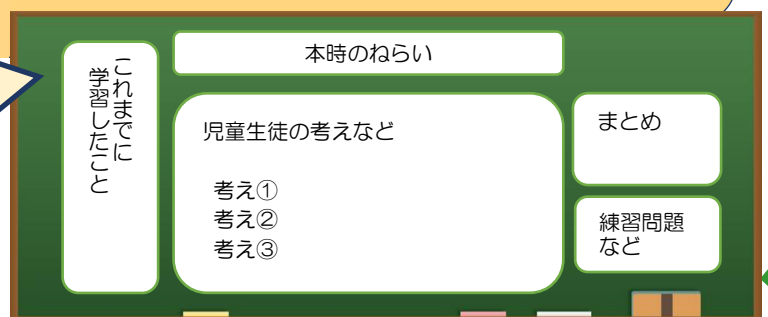 これまでに
学習したこと
本時のねらい
児童生徒の考えなど
考え①
考え②
考え③
まとめ
練習問題
など